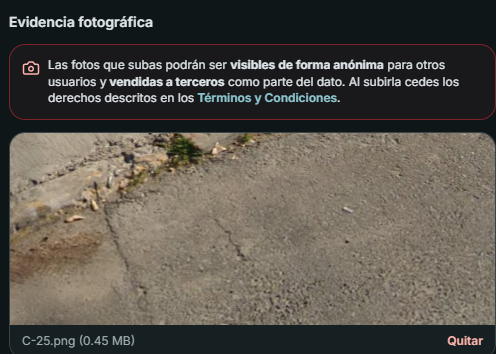 Evidencia fotográfica
Las fotos que subas podrán ser visibles de forma anónima para otros
usuarios y vendidas a terceros como parte del dato. Al subirla cedes los
derechos descritos en los Términos y Condiciones.
C-25.png (0.45 MB)
Quitar